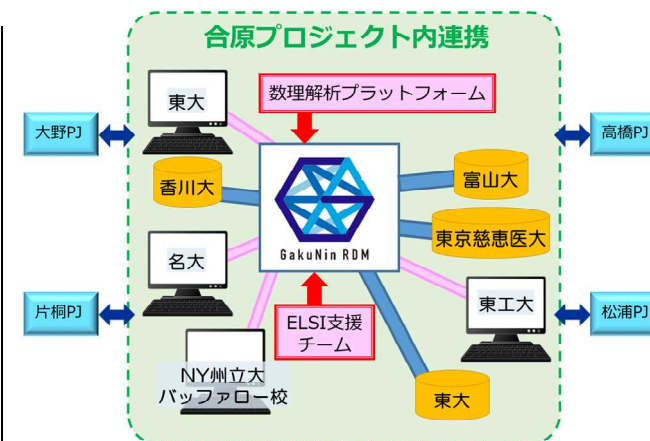 合原プロジェクト内連携
東大
数理解析プラットフォーム
大野PJ
高橋PJ
香川大
富山大
GakuNin RDM
東京慈恵医大
名大
片桐PJ
ELSI支援
チーム
東工大
松浦PJ
NY州立大
バッファロー校
東大